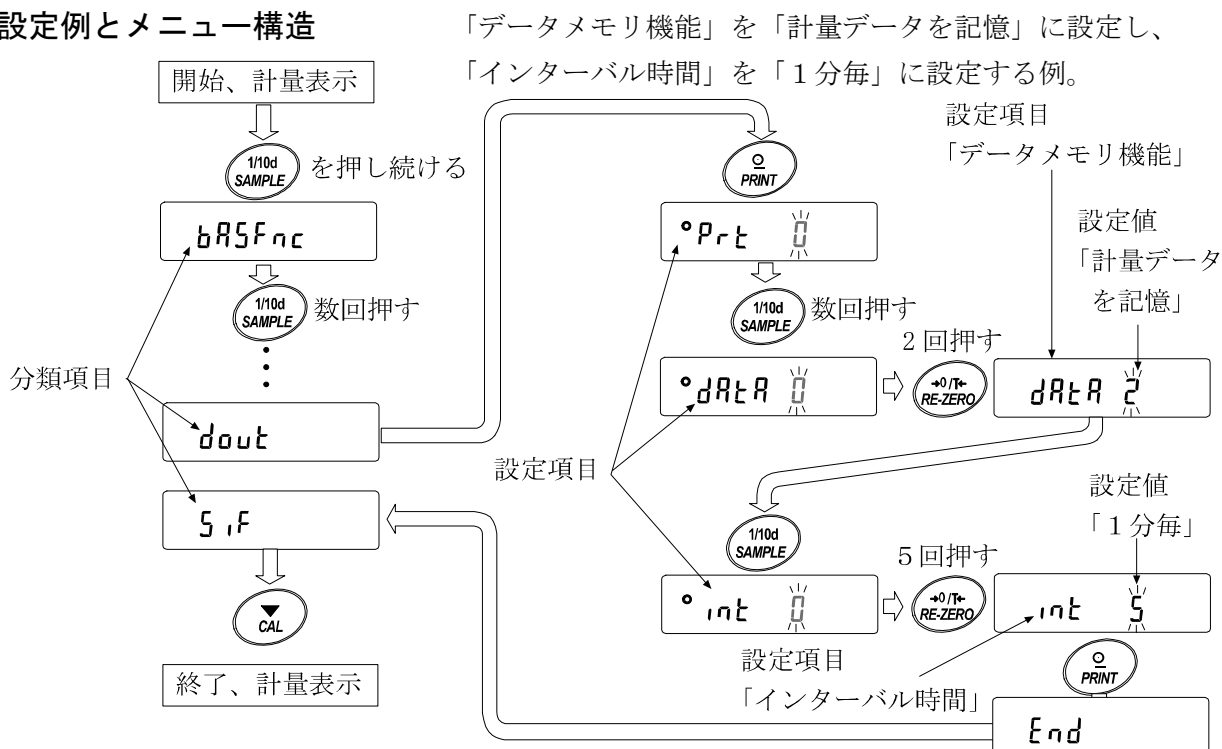 設定例とメニュー構造
「データメモリ機能」を「計量データを記憶」に設定し、
「インターバル時間」を「１分毎」に設定する例。
開始、計量表示
1/10d
SAMPLE
を押し続ける
bASFnc
1/10d
SAMPLE
数回押す
分類項目
dout
SiF
CAL
終了、計量表示
PRINT
Prt 0
1/10d
SAMPLE
数回押す
dAtA 0
2 回押す
→0/T←
RE-ZERO
設定項目
「データメモリ機能」
設定値
「計量データ
を記憶」
dAtA 2
設定項目
1/10d
SAMPLE
int 0
5 回押す
→0/T←
RE-ZERO
設定値
「１分毎」
int 5
設定項目
「インターバル時間」
PRINT
End